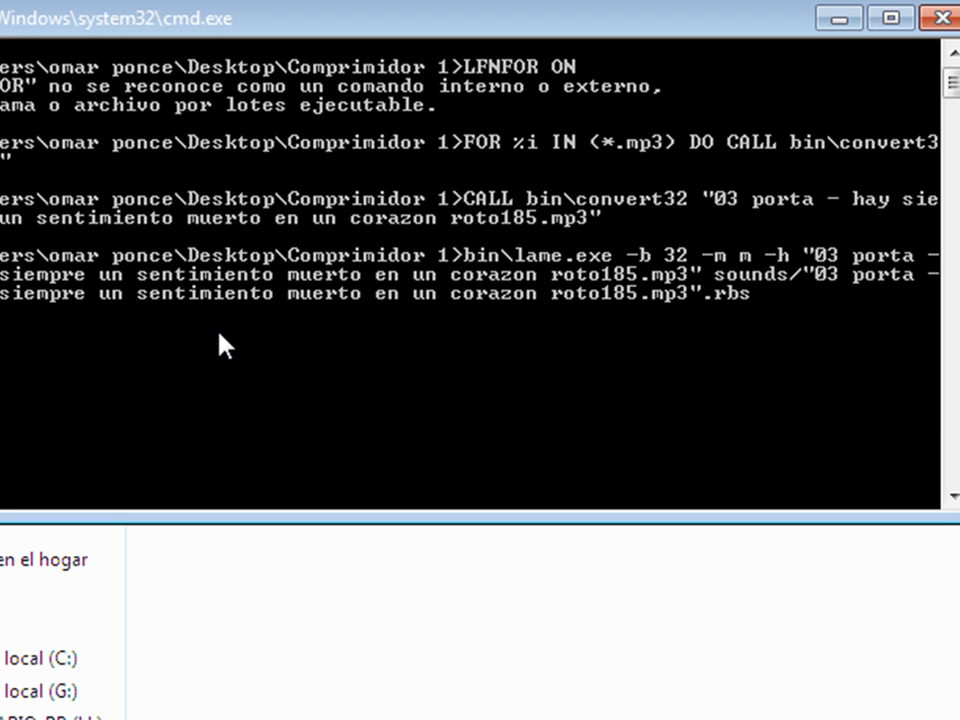 Windows\system32\cmd.exe
ers\omar ponce\Desktop\Comprimidor 1>LFNFOR ON
OR" no se reconoce como un comando interno o externo,
ama o archivo por lotes ejecutable.
ers\omar ponce\Desktop\Comprimidor 1>FOR %i IN (*.mp3) DO CALL bin\convert3
"
ers\omar ponce\Desktop\Comprimidor 1>CALL bin\convert32 "03 porta - hay sie
un sentimiento muerto en un corazon roto185.mp3"
ers\omar ponce\Desktop\Comprimidor 1>bin\lame.exe -b 32 -m m -h "03 porta -
siempre un sentimiento muerto en un corazon roto185.mp3" sounds/"03 porta -
siempre un sentimiento muerto en un corazon roto185.mp3".rbs
en el hogar
local (C:)
local (G:)